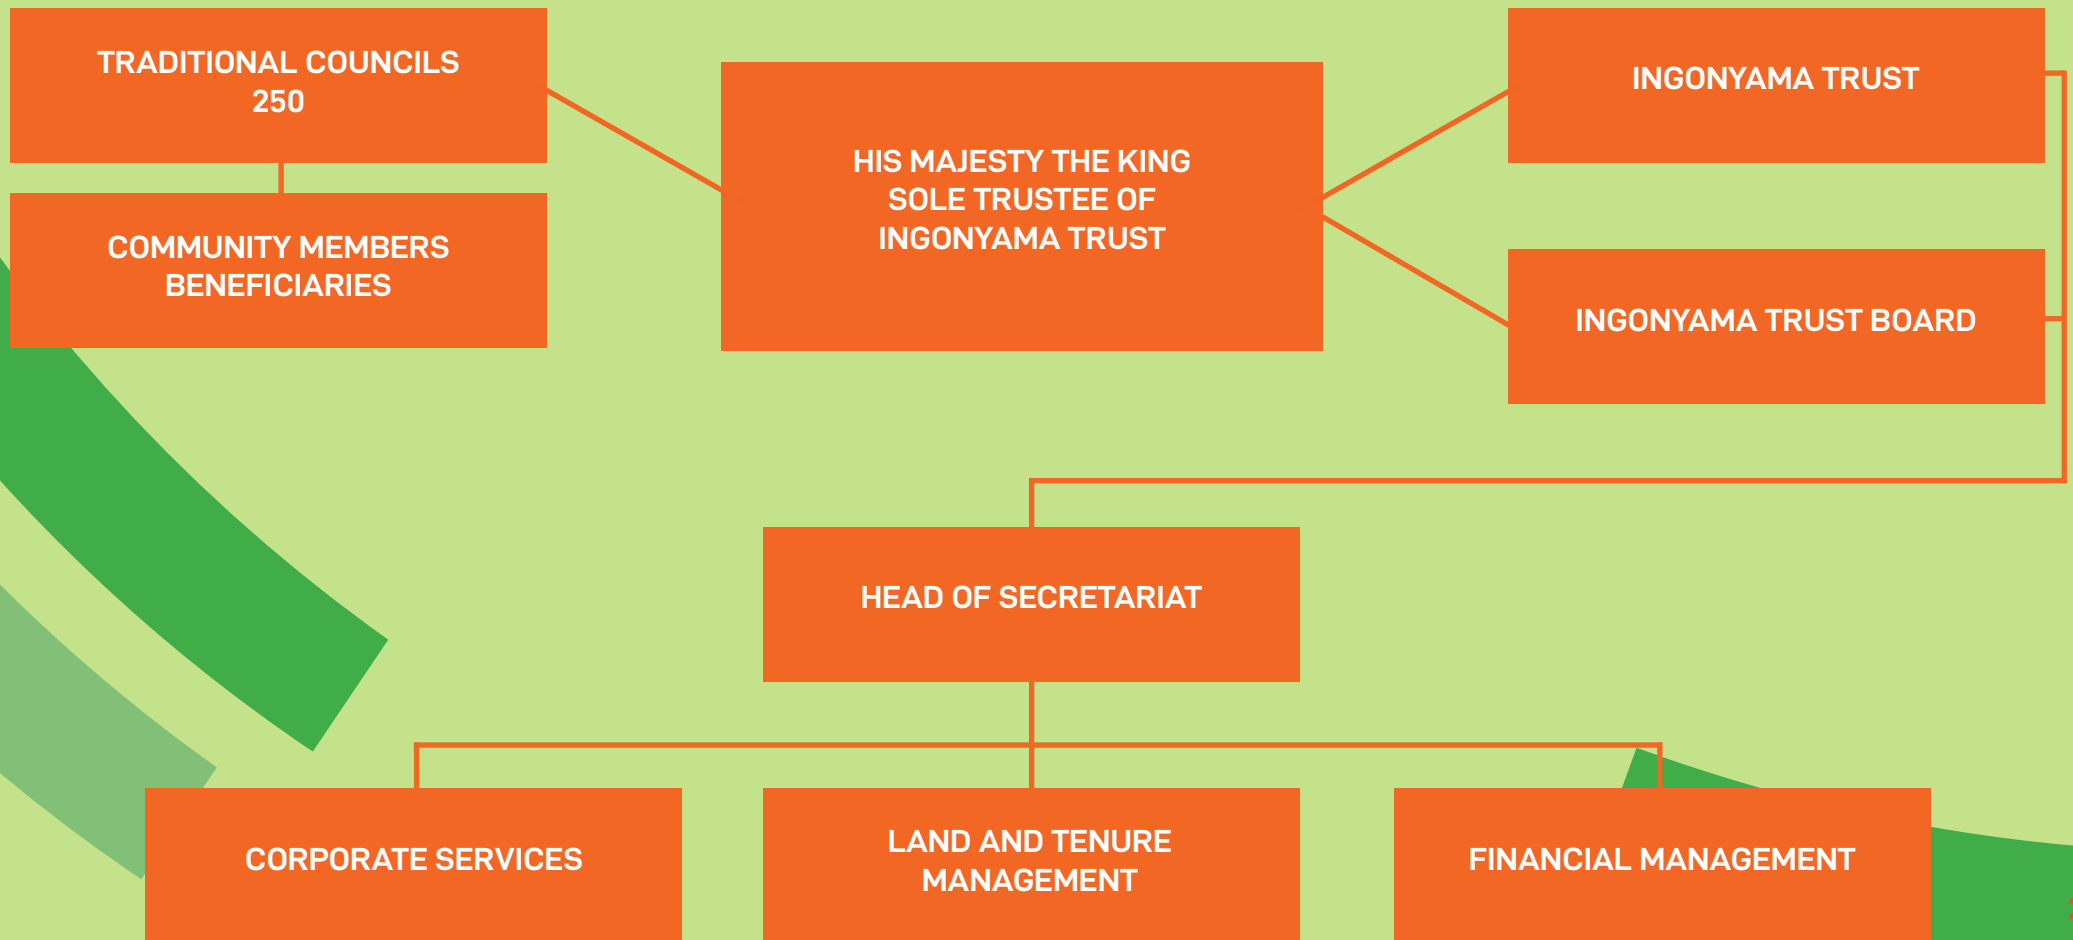 TRADITIONAL COUNCILS
250
COMMUNITY MEMBERS
BENEFICIARIES
HIS MAJESTY THE KING
SOLE TRUSTEE OF
INGONYAMA TRUST
INGONYAMA TRUST
INGONYAMA TRUST BOARD
HEAD OF SECRETARIAT
CORPORATE SERVICES
LAND AND TENURE
MANAGEMENT
FINANCIAL MANAGEMENT